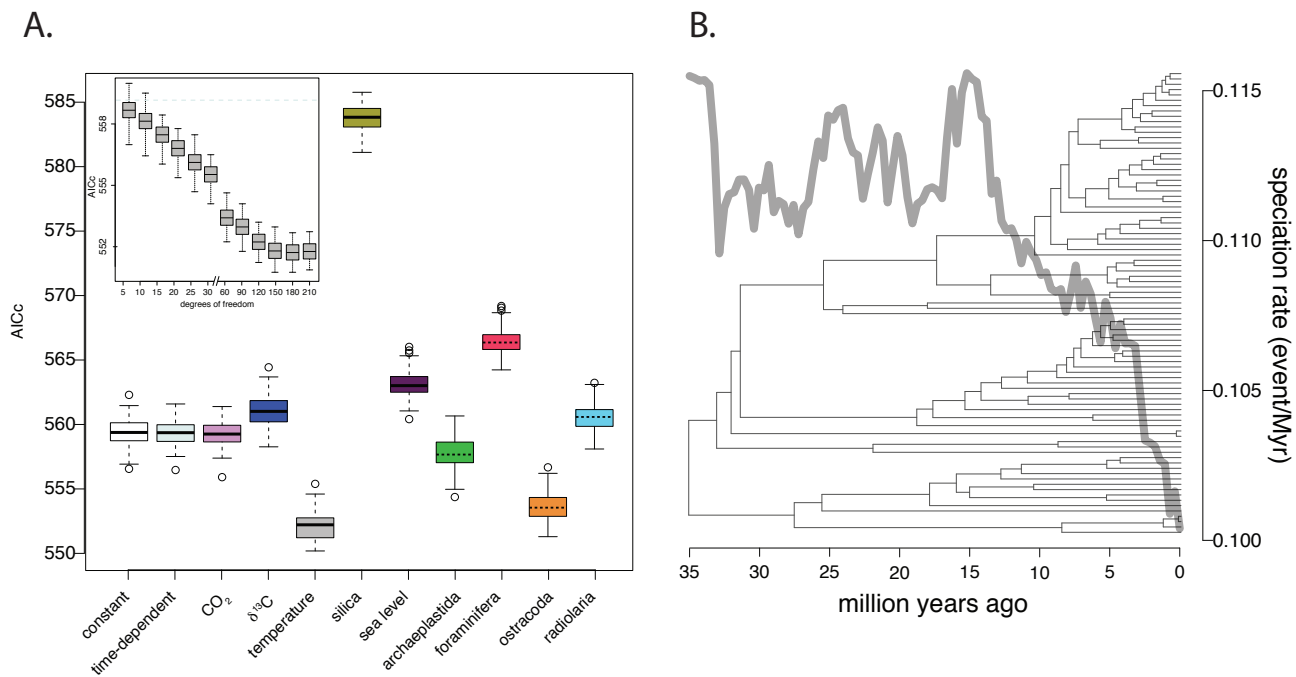 A.
B.
585
580
575
570
565
560
555
550
AICc
558
555
552
AICc
5 10 15 20 25 30 60 90 120 150 180 210
degrees of freedom
constant
time-dependent
CO₂
δ¹³C
temperature
silica
sea level
archaeplastida
foraminifera
ostracoda
radiolaria
0.115
0.110
0.105
0.100
speciation rate (event/Myr)
35 30 25 20 15 10 5 0
million years ago